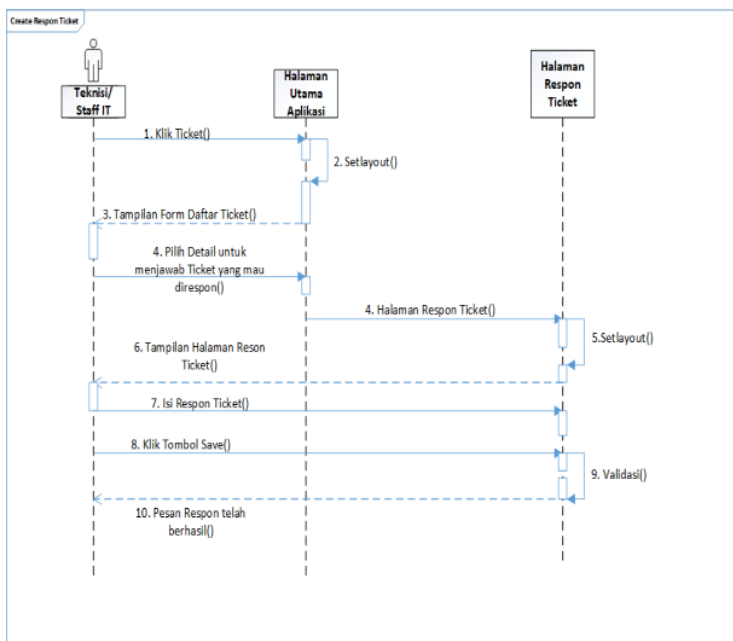 Create Respon Ticket
Teknisi/
Staff IT
Halaman
Utama
Aplikasi
Halaman
Respon
Ticket
1. Klik Ticket()
2. Setlayout()
3. Tampilan Form Daftar Ticket()
4. Pilih Detail untuk
menjawab Ticket yang mau
direspon()
4. Halaman Respon Ticket()
5.Setlayout()
6. Tampilan Halaman Reson
Ticket()
7. Isi Respon Ticket()
8. Klik Tombol Save()
9. Validasi()
10. Pesan Respon telah
berhasil()